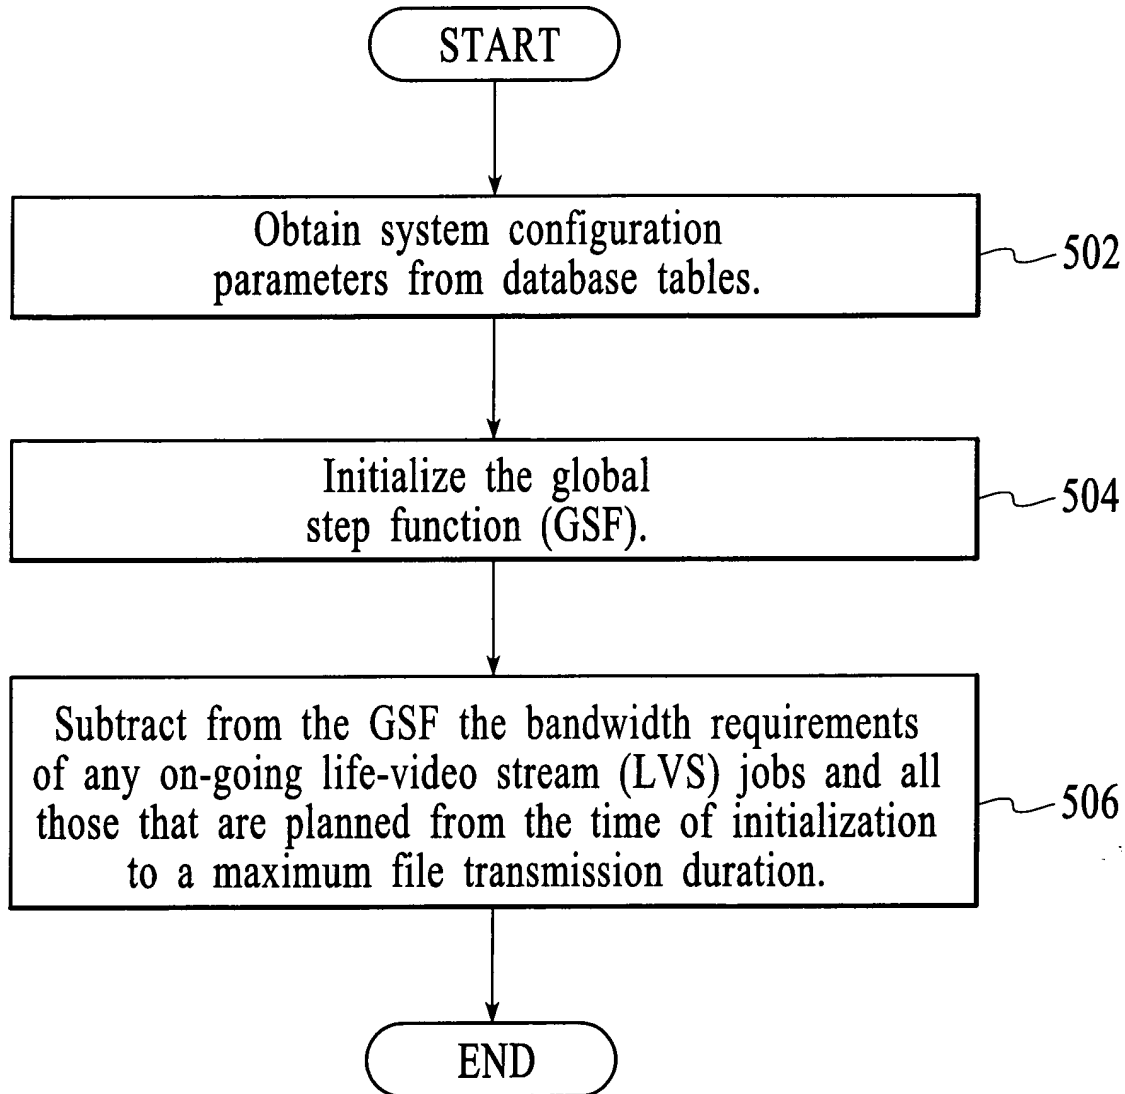 START
Obtain system configuration
parameters from database tables.
502
Initialize the global
step function (GSF).
504
Subtract from the GSF the bandwidth requirements
of any on-going life-video stream (LVS) jobs and all
those that are planned from the time of initialization
to a maximum file transmission duration.
506
END